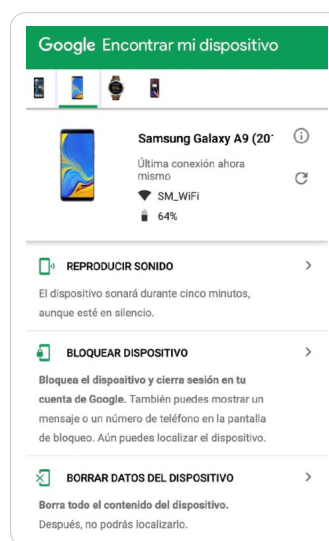 Google Encontrar mi dispositivo
Samsung Galaxy A9 (20
Última conexión ahora
mismo
SM_WiFi
64%
REPRODUCIR SONIDO
El dispositivo sonará durante cinco minutos,
aunque esté en silencio.
BLOQUEAR DISPOSITIVO
Bloquea el dispositivo y cierra sesión en tu
cuenta de Google. También puedes mostrar un
mensaje o un número de teléfono en la pantalla
de bloqueo. Aún puedes localizar el dispositivo.
BORRAR DATOS DEL DISPOSITIVO
Borra todo el contenido del dispositivo.
Después, no podrás localizarlo.